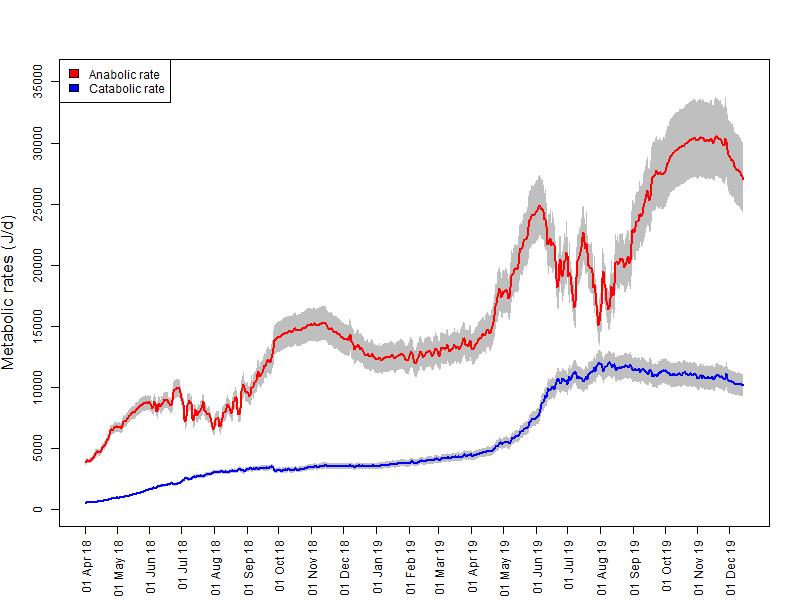 Anabolic rate
Catabolic rate
Metabolic rates (J/d)
35000
30000
25000
20000
15000
10000
5000
0
01 Apr 18
01 May 18
01 Jun 18
01 Jul 18
01 Aug 18
01 Sep 18
01 Oct 18
01 Nov 18
01 Dec 18
01 Jan 19
01 Feb 19
01 Mar 19
01 Apr 19
01 May 19
01 Jun 19
01 Jul 19
01 Aug 19
01 Sep 19
01 Oct 19
01 Nov 19
01 Dec 19